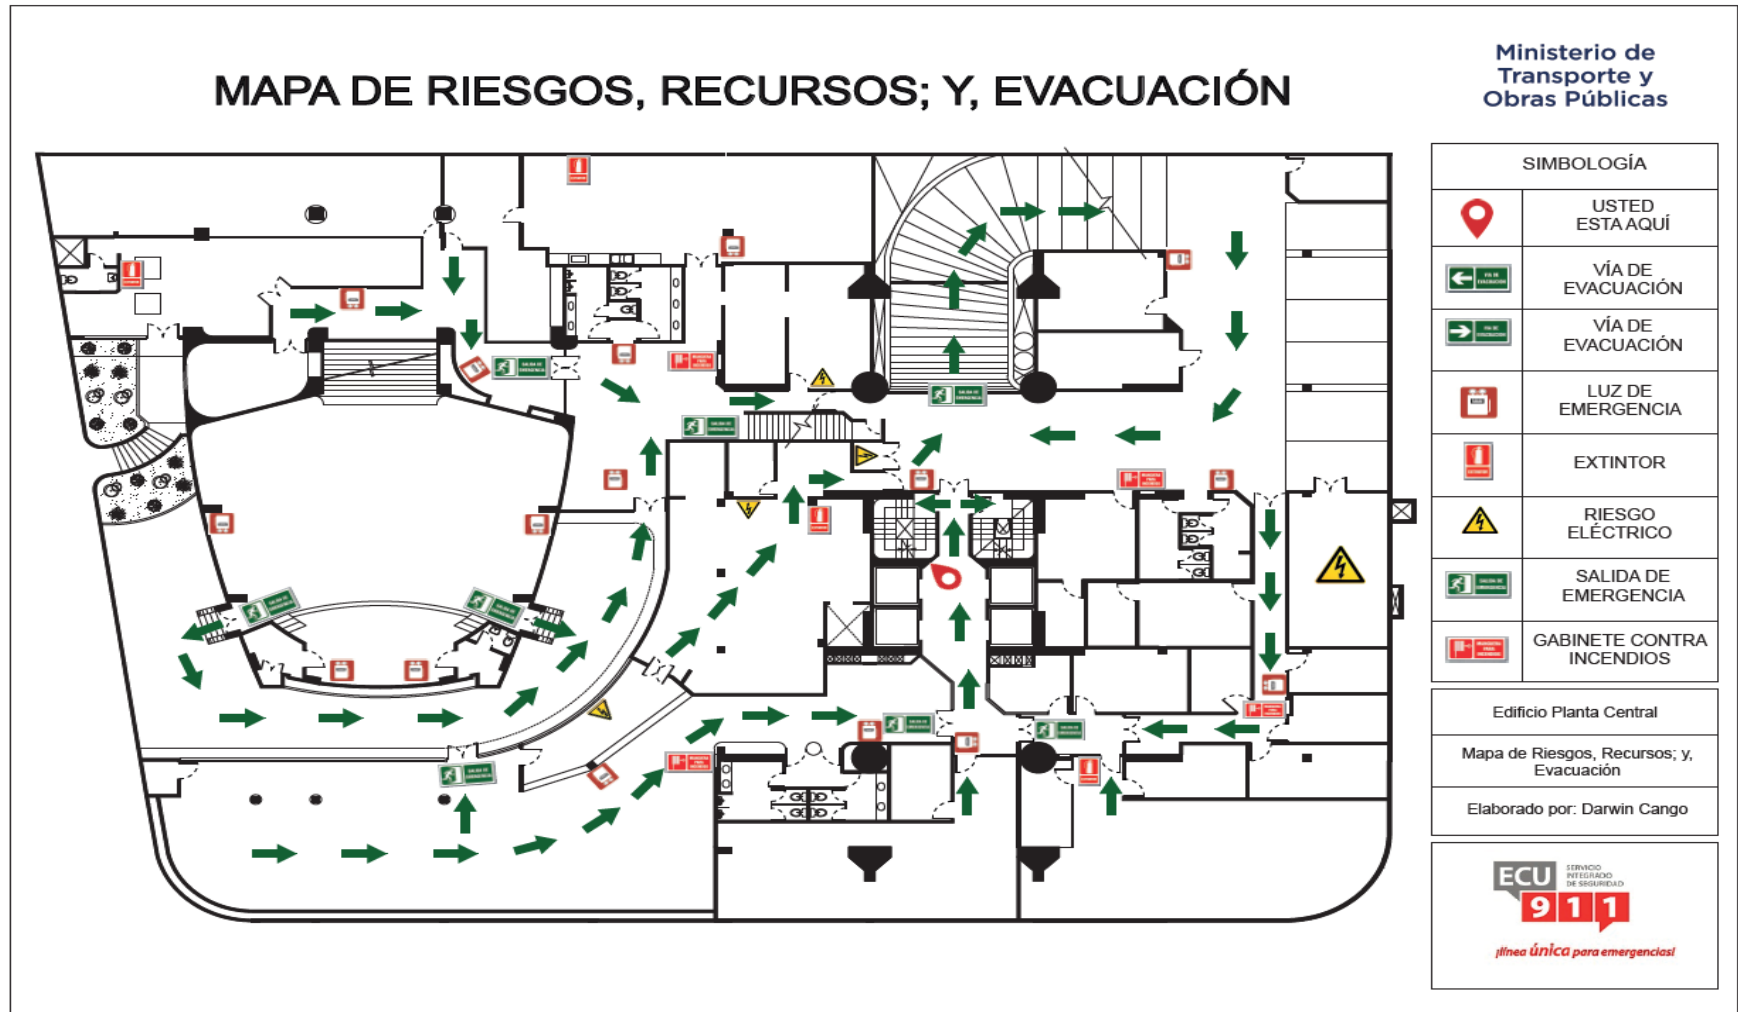 MAPA DE RIESGOS, RECURSOS; Y, EVACUACIÓN
Ministerio de
Transporte y
Obras Públicas
SIMBOLOGÍA
USTED
ESTA AQUÍ
VÍA DE
EVACUACIÓN
VÍA DE
EVACUACIÓN
LUZ DE
EMERGENCIA
EXTINTOR
RIESGO
ELÉCTRICO
SALIDA DE
EMERGENCIA
GABINETE CONTRA
INCENDIOS
Edificio Planta Central
Mapa de Riesgos, Recursos; y,
Evacuación
Elaborado por: Darwin Cango
ECU
SERVICIO
INTEGRADO
DE SEGURIDAD
911
¡línea única para emergencias!